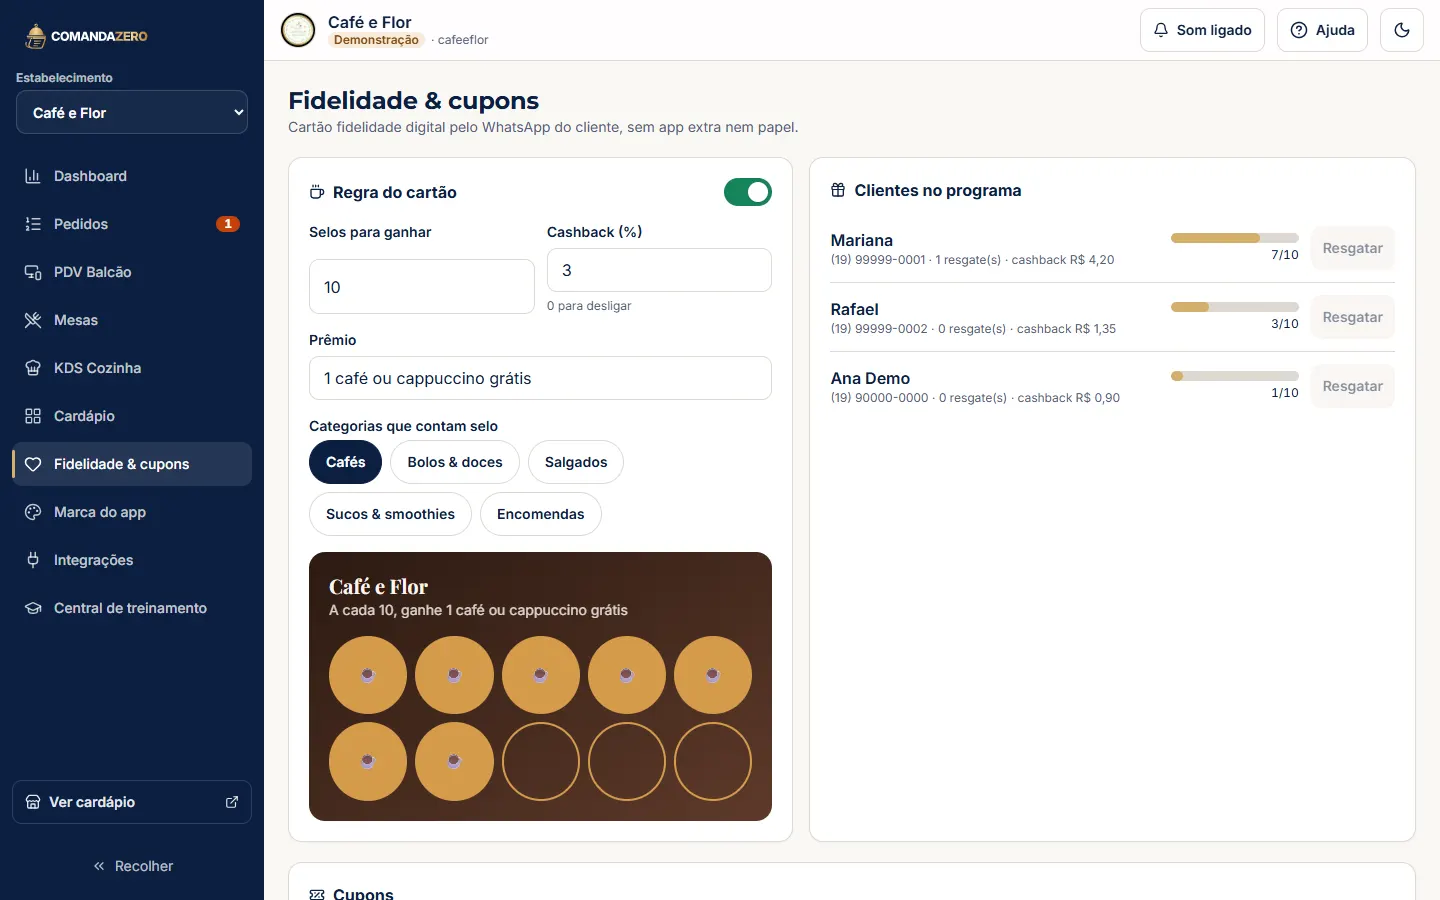 COMANDAZERO
Estabelecimento
Café e Flor
Dashboard
Pedidos 1
PDV Balcão
Mesas
KDS Cozinha
Cardápio
Fidelidade & cupons
Marca do app
Integrações
Central de treinamento
Ver cardápio
Recolher
Café e Flor
Demonstração · cafeeflor
Som ligado
Ajuda
Fidelidade & cupons
Cartão fidelidade digital pelo WhatsApp do cliente, sem app extra nem papel.
Regra do cartão
Selos para ganhar
10
Cashback (%)
3
0 para desligar
Prêmio
1 café ou cappuccino grátis
Categorias que contam selo
Cafés Bolos & doces Salgados
Sucos & smoothies Encomendas
Café e Flor
A cada 10, ganhe 1 café ou cappuccino grátis
Clientes no programa
Mariana
(19) 99999-0001 · 1 resgate(s) · cashback R$ 4,20
7/10
Resgatar
Rafael
(19) 99999-0002 · 0 resgate(s) · cashback R$ 1,35
3/10
Resgatar
Ana Demo
(19) 90000-0000 · 0 resgate(s) · cashback R$ 0,90
1/10
Resgatar
Cupons